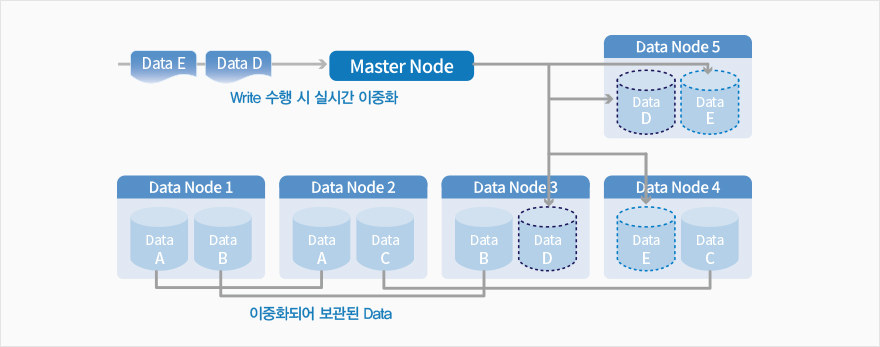 Data E
Data D
Master Node
Write 수행 시 실시간 이중화
Data Node 5
Data
D
Data
E
Data Node 1
Data
A
Data
B
Data Node 2
Data
A
Data
C
Data Node 3
Data
B
Data
D
Data Node 4
Data
E
Data
C
이중화되어 보관된 Data